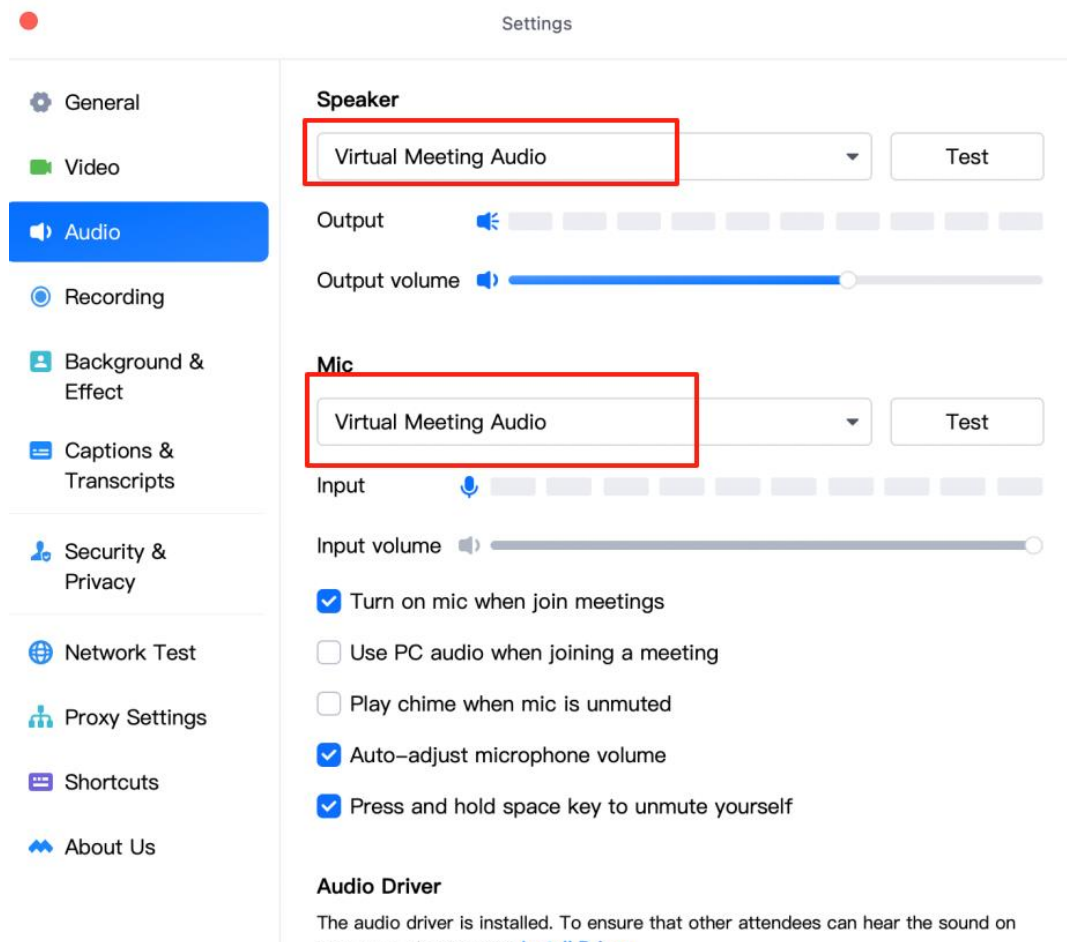 Settings
General
Video
Audio
Recording
Background &
Effect
Captions &
Transcripts
Security &
Privacy
Network Test
Proxy Settings
Shortcuts
About Us
Speaker
Virtual Meeting Audio
Test
Output
Output volume
Mic
Virtual Meeting Audio
Test
Input
Input volume
Turn on mic when join meetings
Use PC audio when joining a meeting
Play chime when mic is unmuted
Auto-adjust microphone volume
Press and hold space key to unmute yourself
Audio Driver
The audio driver is installed. To ensure that other attendees can hear the sound on